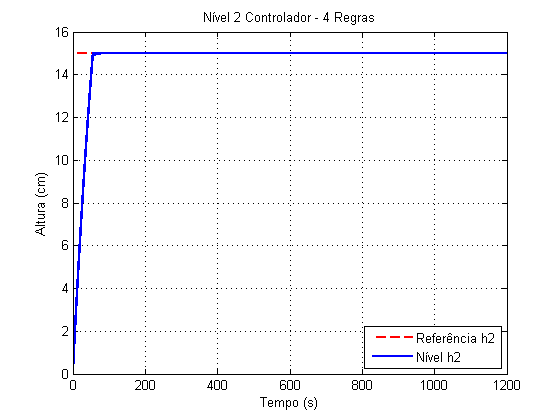 Nível 2 Controlador - 4 Regras
16
14
12
10
8
6
4
2
0
Altura (cm)
0 200 400 600 800 1000 1200
Tempo (s)
Referência h2
Nível h2